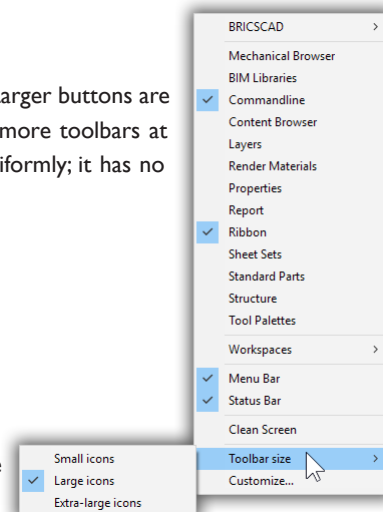 BRICSCAD
Mechanical Browser
BIM Libraries
arger buttons are
Commandline
more toolbars at
Content Browser
Layers
iformly; it has no
Render Materials
Properties
Report
Ribbon
Sheet Sets
Standard Parts
Structure
Tool Palettes
Workspaces
Menu Bar
Status Bar
Clean Screen
Toolbar size
Customize...
Small icons
Large icons
Extra-large icons